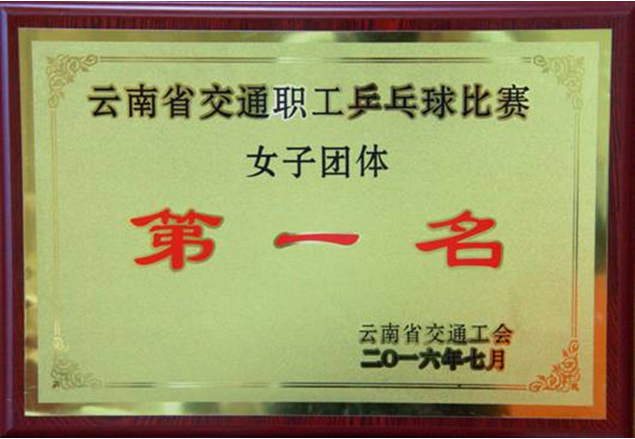 云南省交通职工乒乓球比赛
女子团体
第一名
云南省交通工会
二〇一六年七月